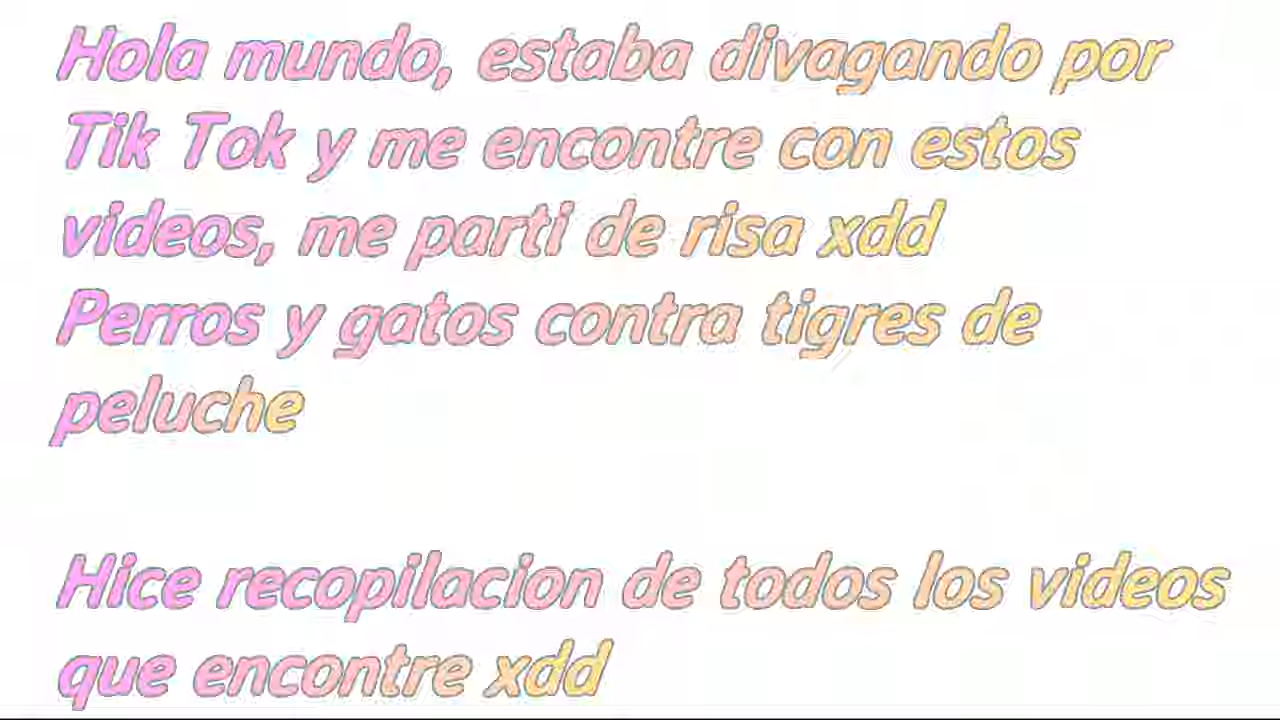 Hola mundo, estaba divagando por
Tik Tok y me encontre con estos
videos, me parti de risa xdd
Perros y gatos contra tigres de
peluche
Hice recopilacion de todos los videos
que encontre xdd